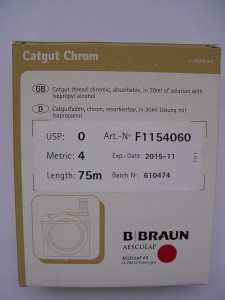 Catgut Chrom
GB Catgut thread chromic, absorbable, in 30ml of solution with
isopropyl alcohol
D Catgutfaden, chrom, resorbierbar, in 30ml Lösung mit
Isopropanol
USP: 0 Art.-№ F1154060
Metric: 4 Exp.-Date: 2015-11
Length: 75m Batch №: 610474
B|BRAUN
AESCULAP
AESCULAP AG